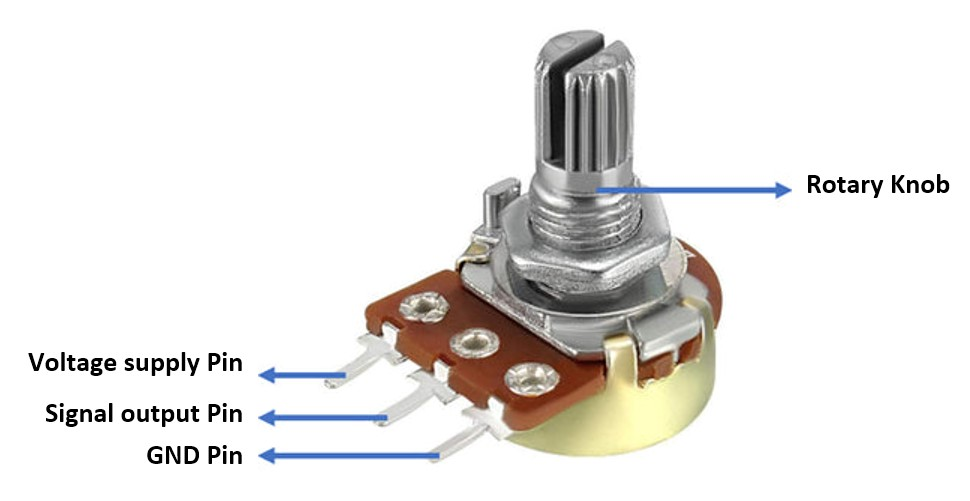 Rotary Knob
Voltage supply Pin
Signal output Pin
GND Pin